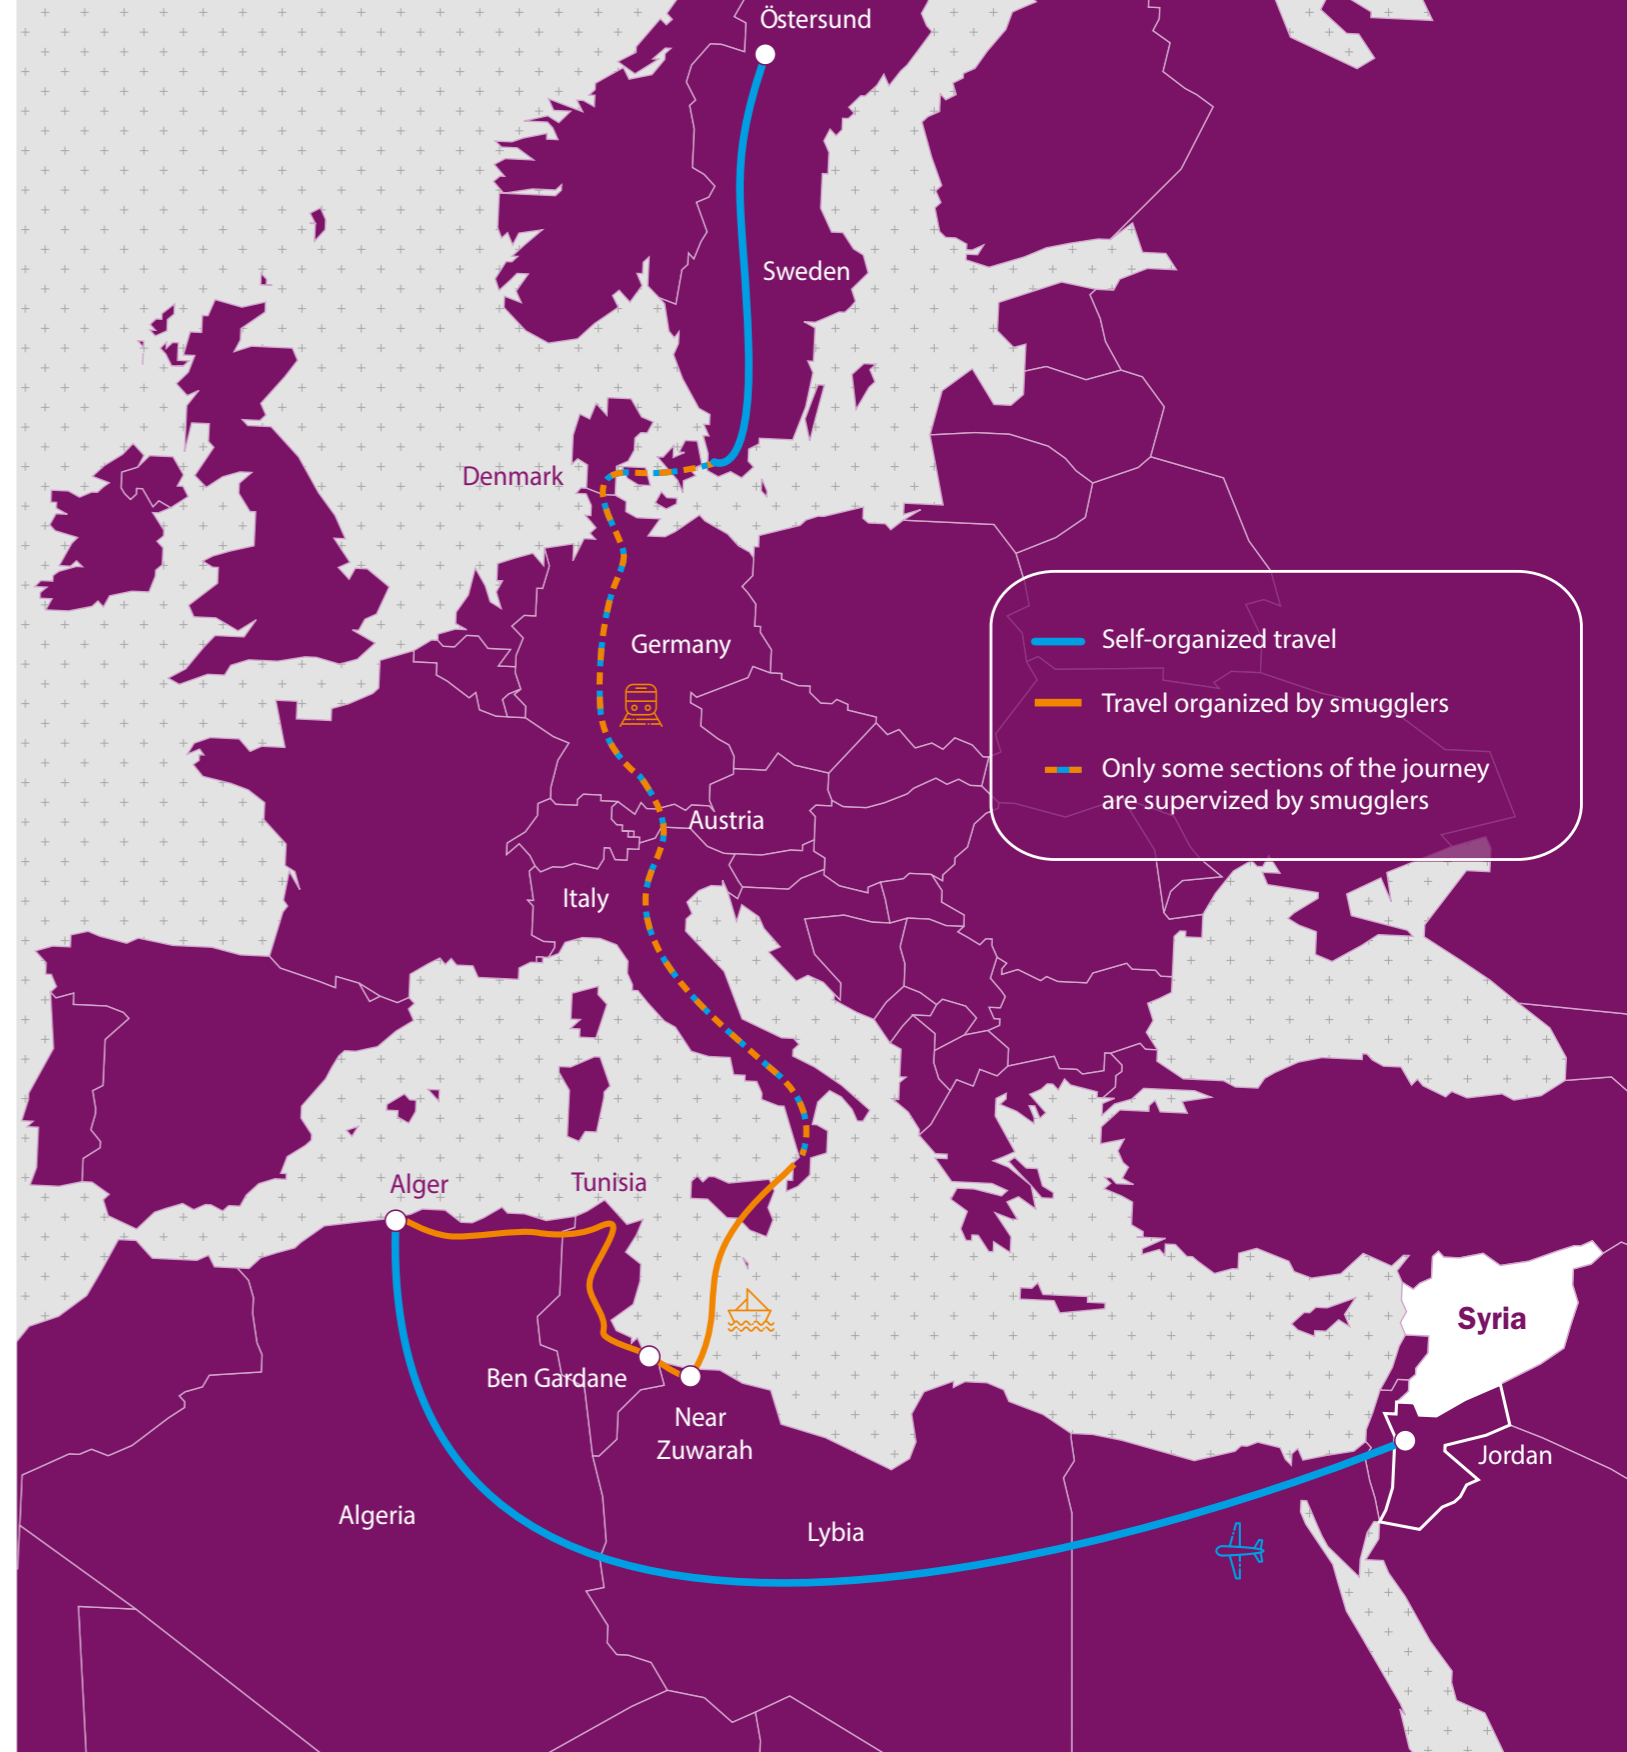 Östersund
Sweden
Denmark
Germany
Self-organized travel
Travel organized by smugglers
Only some sections of the journey
are supervized by smugglers
Austria
Italy
Alger
Tunisia
Syria
Ben Gardane
Near
Zuwarah
Jordan
Algeria
Lybia